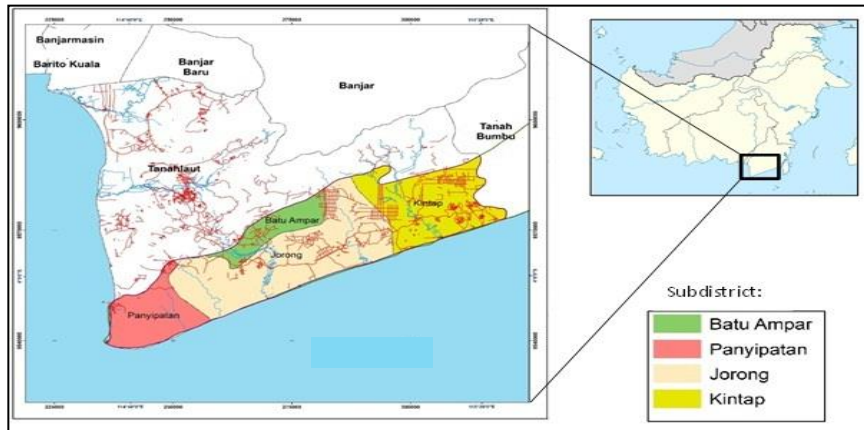 Banjarmasin
Barito Kuala
Banjar
Baru
Banjar
Tanah
Bumbu
Tanahlaut
Batu Ampar
Kintap
Jorong
Panyipatan
Subdistrict:
Batu Ampar
Panyipatan
Jorong
Kintap